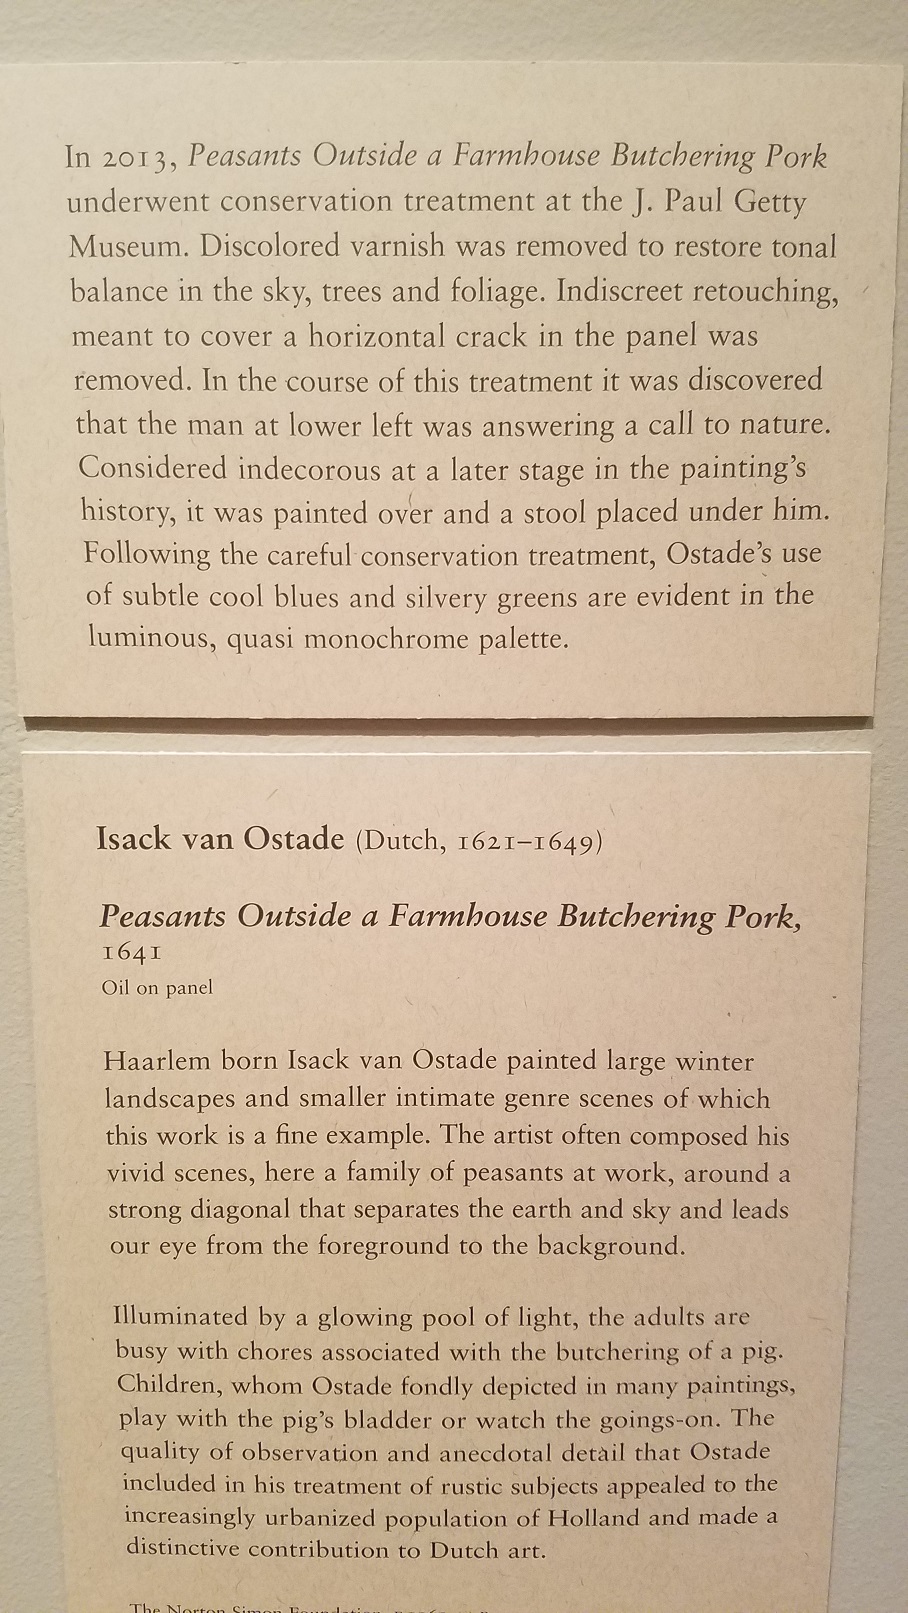 In 2013, Peasants Outside a Farmhouse Butchering Pork
underwent conservation treatment at the J. Paul Getty
Museum. Discolored varnish was removed to restore tonal
balance in the sky, trees and foliage. Indiscreet retouching,
meant to cover a horizontal crack in the panel was
removed. In the course of this treatment it was discovered
that the man at lower left was answering a call to nature.
Considered indecorous at a later stage in the painting's
history, it was painted over and a stool placed under him.
Following the careful conservation treatment, Ostade's use
of subtle cool blues and silvery greens are evident in the
luminous, quasi monochrome palette.
Isack van Ostade (Dutch, 1621–1649)
Peasants Outside a Farmhouse Butchering Pork,
1641
Oil on panel
Haarlem born Isack van Ostade painted large winter
landscapes and smaller intimate genre scenes of which
this work is a fine example. The artist often composed his
vivid scenes, here a family of peasants at work, around a
strong diagonal that separates the earth and sky and leads
our eye from the foreground to the background.
Illuminated by a glowing pool of light, the adults are
busy with chores associated with the butchering of a pig.
Children, whom Ostade fondly depicted in many paintings,
play with the pig's bladder or watch the goings-on. The
quality of observation and anecdotal detail that Ostade
included in his treatment of rustic subjects appealed to the
increasingly urbanized population of Holland and made a
distinctive contribution to Dutch art.
The Norton Simon Foundation,